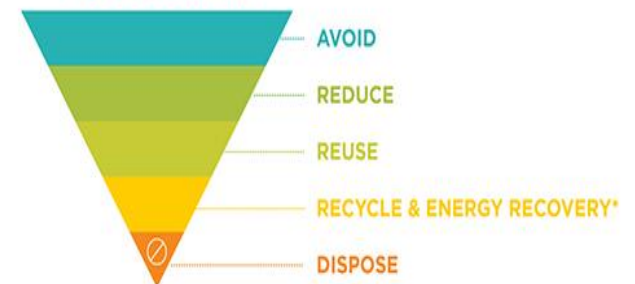 AVOID
REDUCE
REUSE
RECYCLE & ENERGY RECOVERY*
DISPOSE